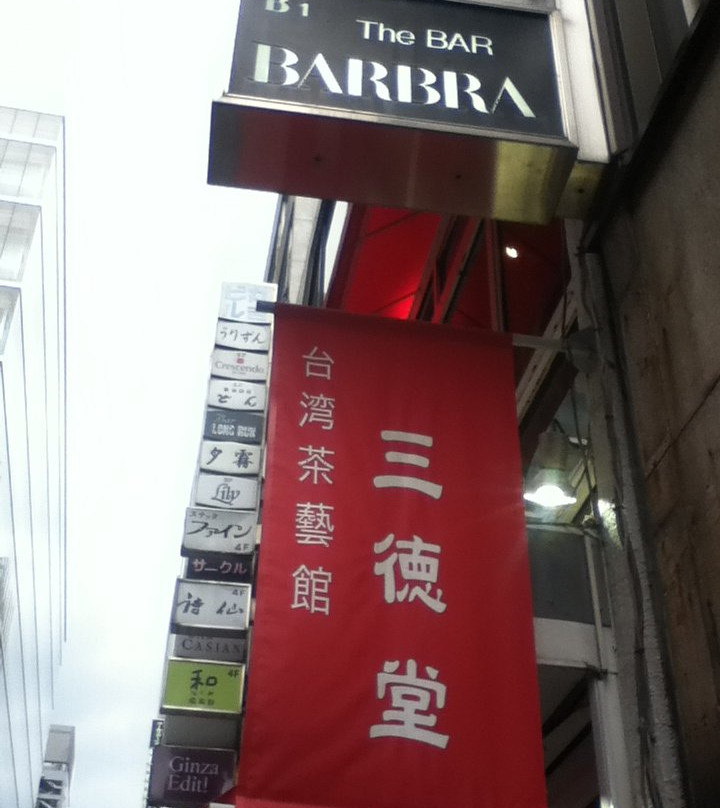 B1
The BAR
BARBRA
台湾茶藝館
三徳堂
うりずん
Crescendo
どん
LONG RUN
夕霧
Lily
スナック
ファイン
4F
サークル
4F
詩仙
CASIAN
和
4F
Ginza
Edit!